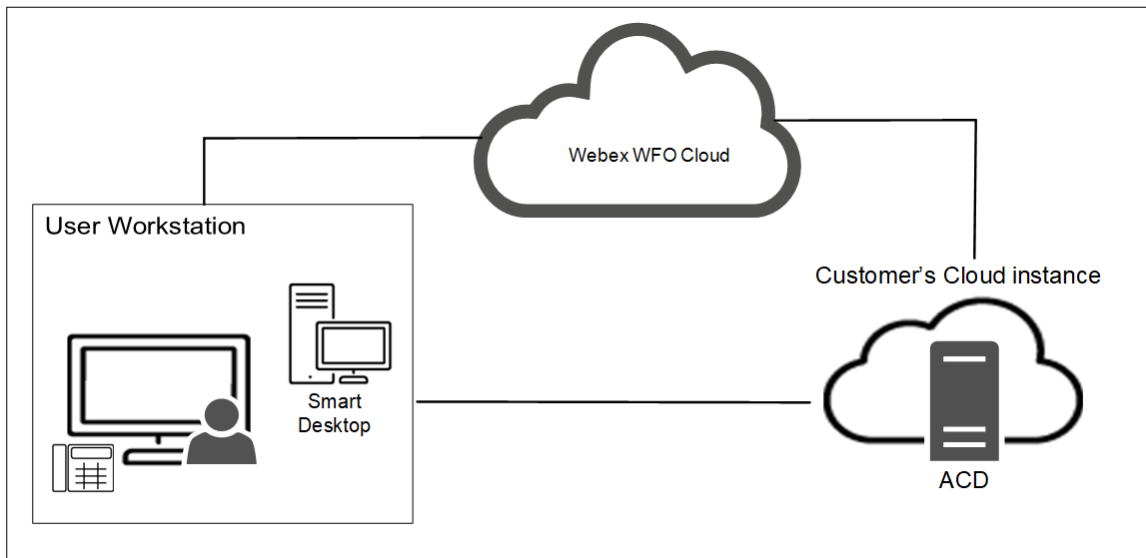 Webex WFO Cloud
User Workstation
Customer’s Cloud instance
Smart
Desktop
ACD